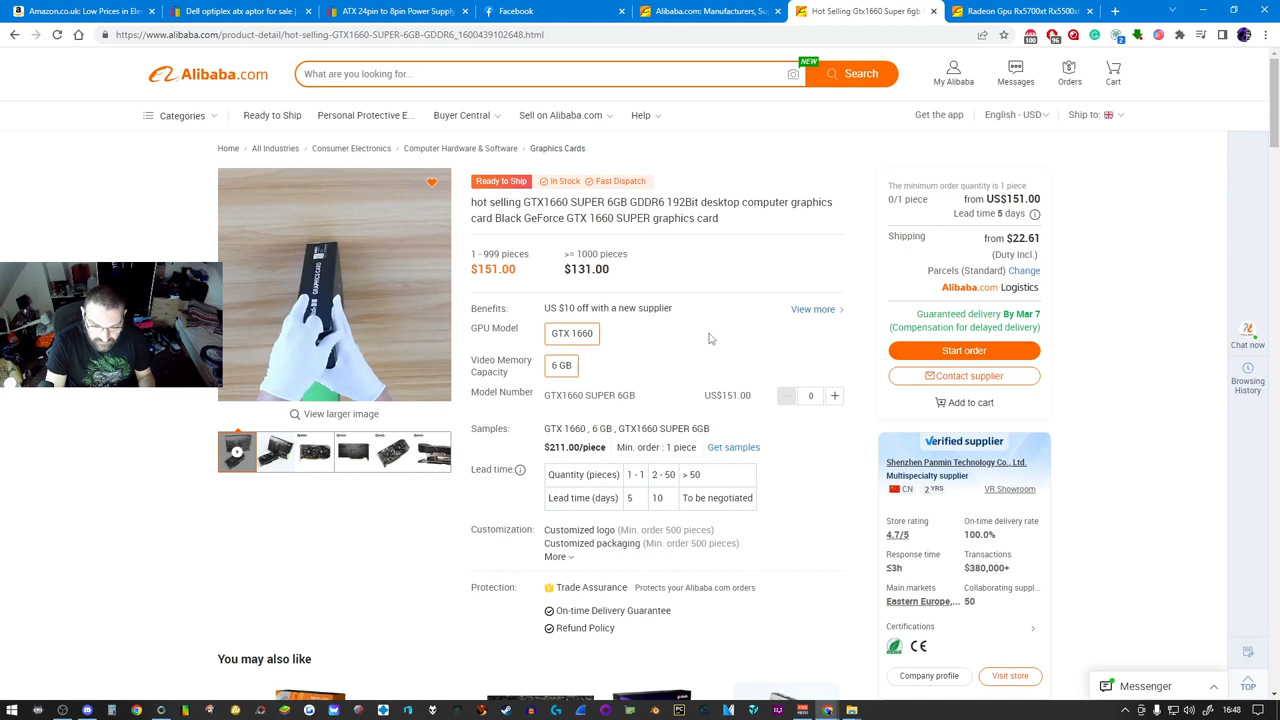 Amazon.co.uk: Low Prices in Elec
Dell optiplex atx aptor for sale |
ATX 24pin to 8pin Power Supply
Facebook
Alibaba.com: Manufacturers, Su
Hot Selling Gtx1660 Super 6gb
Radeon Gpu Rx5700xt Rx5500xt
https://www.alibaba.com/product-detail/hot-selling-GTX1660-SUPER-6GB-GDDR6_1600439102648.html
100
96
2
Alibaba.com
What are you looking for...
NEW
Search
My Alibaba
Messages
Orders
Cart
Categories
Ready to Ship
Personal Protective E...
Buyer Central
Sell on Alibaba.com
Help
Get the app
English - USD
Ship to:
Home / All Industries / Consumer Electronics / Computer Hardware & Software / Graphics Cards
Ready to Ship
In Stock
Fast Dispatch
hot selling GTX1660 SUPER 6GB GDDR6 192Bit desktop computer graphics
card Black GeForce GTX 1660 SUPER graphics card
1 - 999 pieces
>= 1000 pieces
$151.00
$131.00
Benefits:
US $10 off with a new supplier
View more
GPU Model
GTX 1660
Video Memory
Capacity
6 GB
Model Number
GTX1660 SUPER 6GB
US$151.00
0
+
Samples:
GTX 1660 , 6 GB , GTX1660 SUPER 6GB
$211.00/piece
Min. order : 1 piece
Get samples
Lead time:
Quantity (pieces)
1 - 1
2 - 50
> 50
Lead time (days)
5
10
To be negotiated
Customization:
Customized logo (Min. order 500 pieces)
Customized packaging (Min. order 500 pieces)
More
Protection:
Trade Assurance
Protects your Alibaba.com orders
On-time Delivery Guarantee
Refund Policy
GRAPHICS CARD
View larger image
You may also like
The minimum order quantity is 1 piece
0/1 piece
from US$151.00
Lead time 5 days
Shipping
from $22.61
(Duty Incl.)
Parcels (Standard) Change
Alibaba.com Logistics
Guaranteed delivery By Mar 7
(Compensation for delayed delivery)
Start order
Contact supplier
Add to cart
Verified supplier
Shenzhen Panmin Technology Co., Ltd.
Multispecialty supplier
CN
2 YRS
VR Showroom
Store rating
On-time delivery rate
4.7/5
100.0%
Response time
Transactions
≤3h
$380,000+
Main markets
Collaborating suppl...
Eastern Europe,...
50
Certifications
CE
Company profile
Visit store
Chat now
Browsing
History
TOP
Messenger
16:48